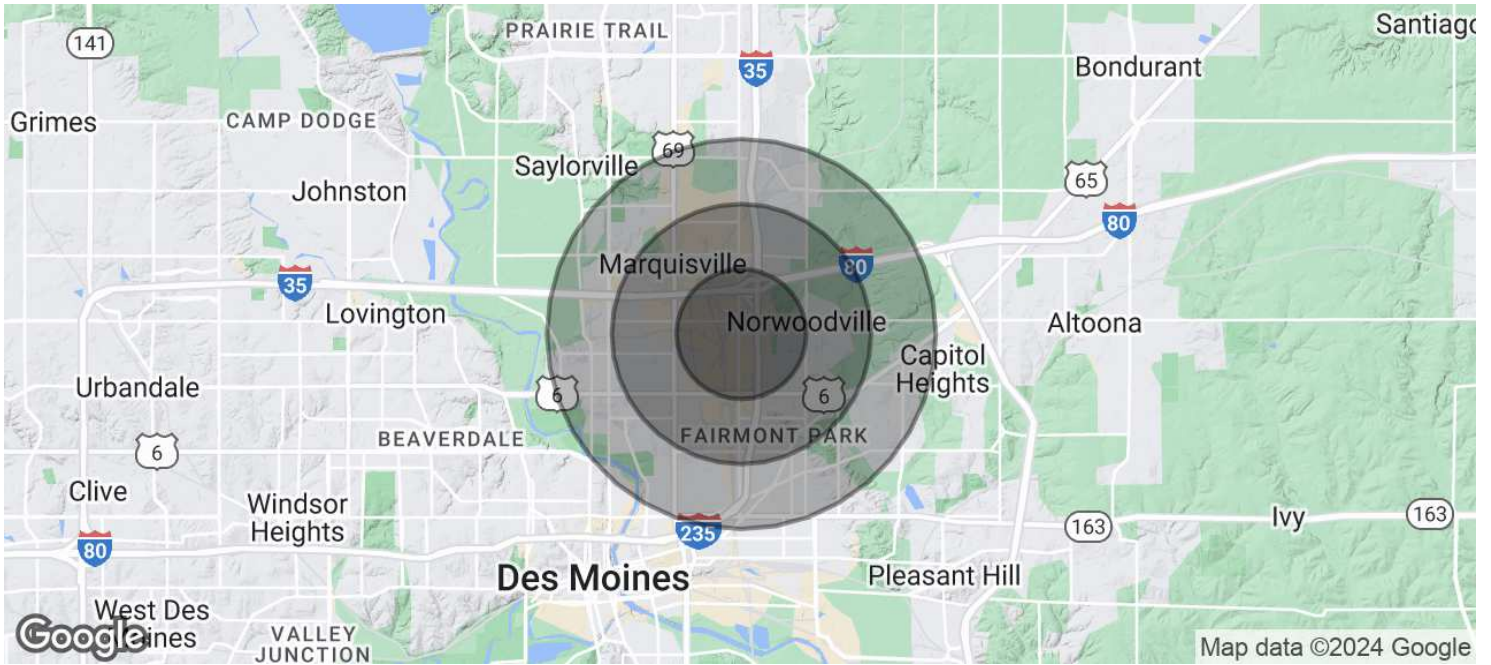 Santiago
PRAIRIE TRAIL
141
35
Bondurant
Grimes
CAMP DODGE
69
Saylorville
65
Johnston
80
Marquisville
80
35
Lovington
Norwoodville
Altoona
Capitol
Heights
Urbandale
6
6
BEAVERDALE
FAIRMONT PARK
6
Clive
Windsor
Heights
Ivy
163
163
235
80
Des Moines
Pleasant Hill
West Des
Moines
VALLEY
JUNCTION
Google
Map data ©2024 Google